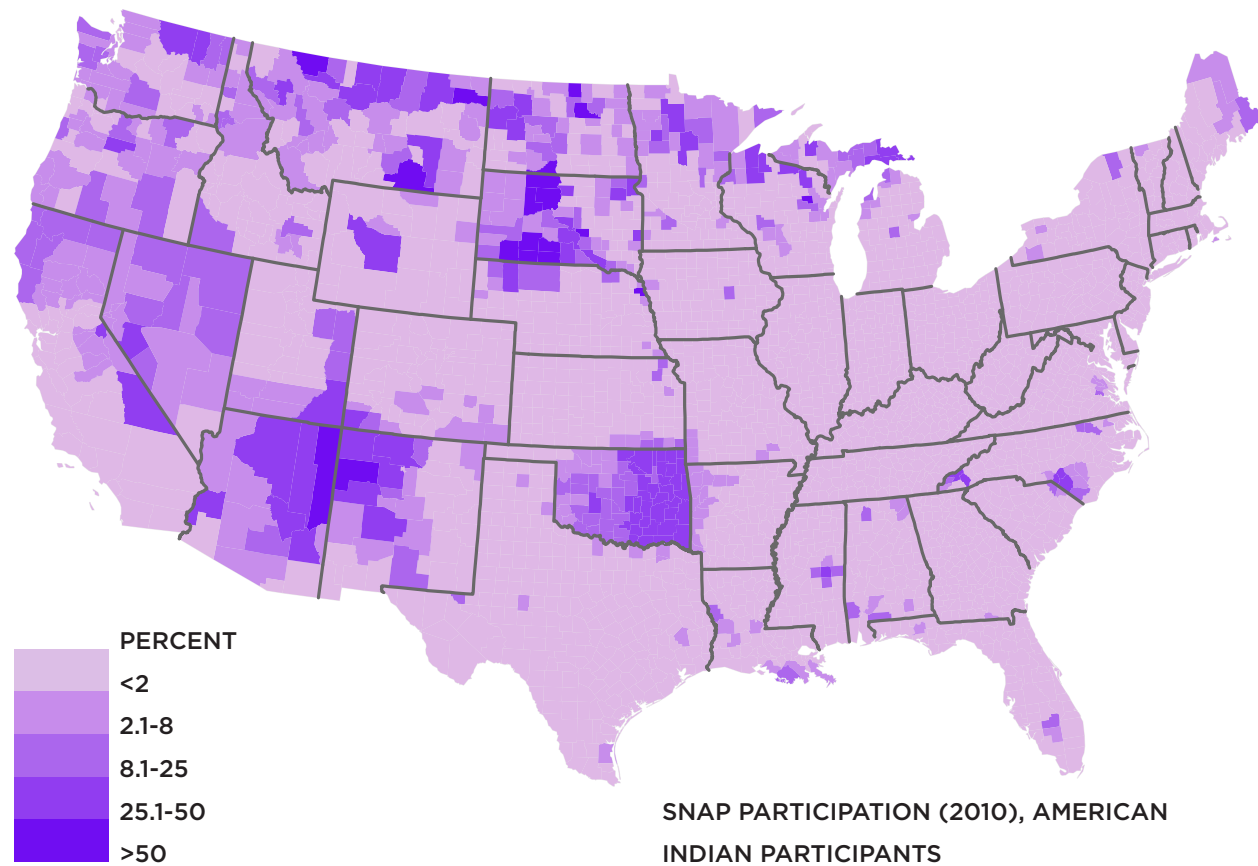 PERCENT
<2
2.1-8
8.1-25
25.1-50
>50
SNAP PARTICIPATION (2010), AMERICAN
INDIAN PARTICIPANTS